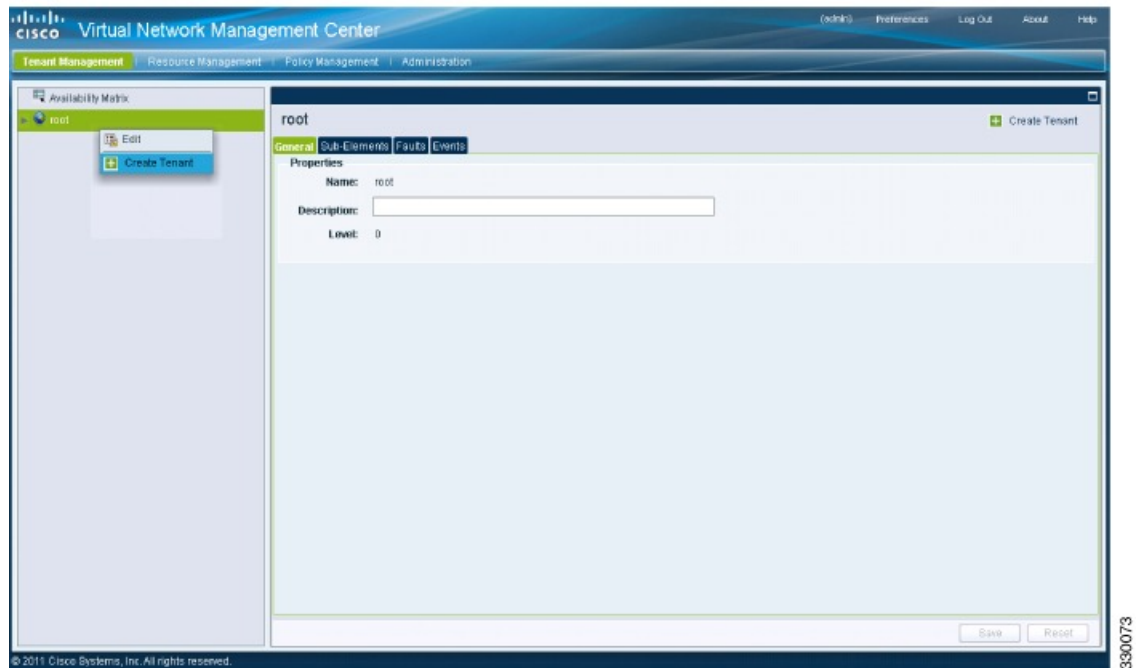 CISCO Virtual Network Management Center
(admin) Preferences Log Out About Help
Tenant Management | Resource Management | Policy Management | Administration
Availability Matrix
root
Edit
Create Tenant
root
Create Tenant
General Sub-Elements Faults Events
Properties
Name: root
Description:
Level: 0
Save Reset
© 2011 Cisco Systems, Inc. All rights reserved.
330073